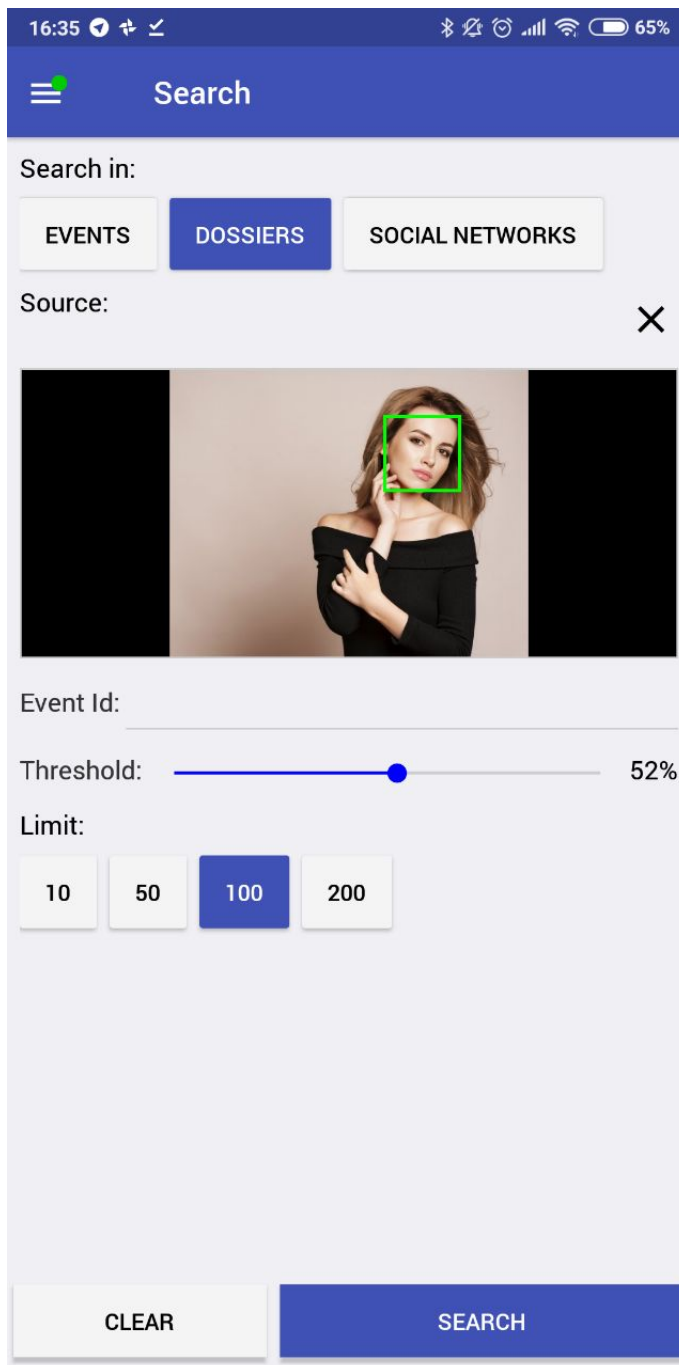 16:35 65%
Search
Search in:
EVENTS DOSSIERS SOCIAL NETWORKS
Source:
Event Id:
Threshold: 52%
Limit:
10 50 100 200
CLEAR SEARCH